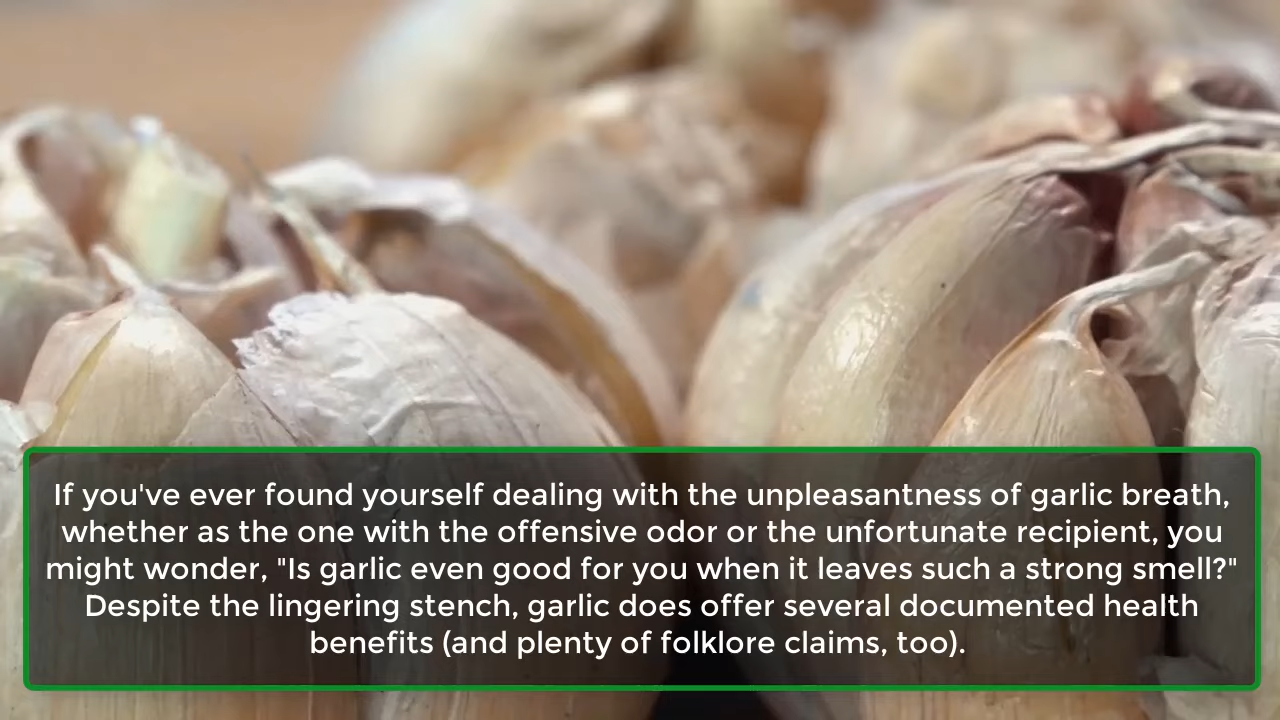 If you've ever found yourself dealing with the unpleasantness of garlic breath,
whether as the one with the offensive odor or the unfortunate recipient, you
might wonder, "Is garlic even good for you when it leaves such a strong smell?"
Despite the lingering stench, garlic does offer several documented health
benefits (and plenty of folklore claims, too).